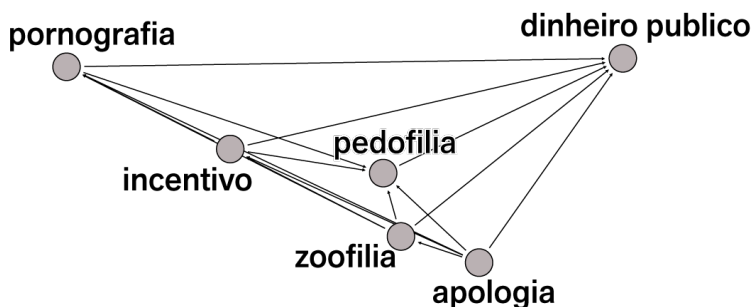 dinheiro publico
pornografia
pedofilia
incentivo
zoofilia
apologia